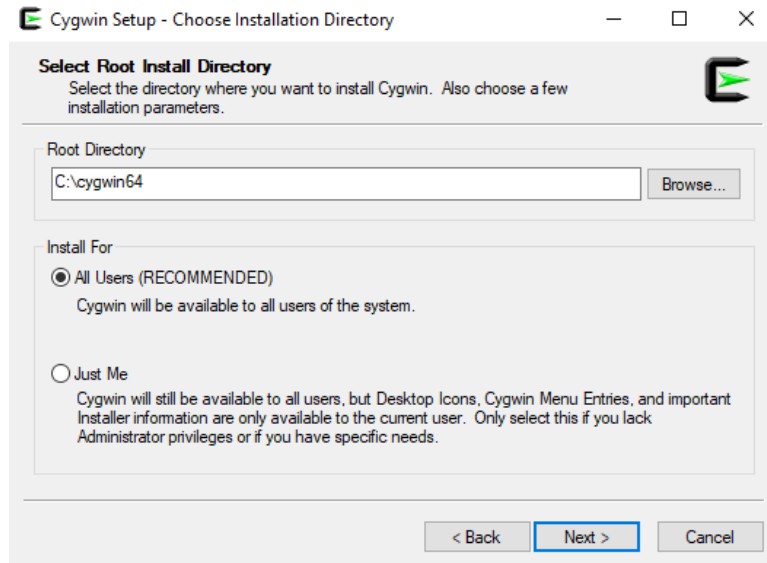 Cygwin Setup - Choose Installation Directory
Select Root Install Directory
Select the directory where you want to install Cygwin. Also choose a few
installation parameters.
Root Directory
C:\cygwin64
Browse...
Install For
All Users (RECOMMENDED)
Cygwin will be available to all users of the system.
Just Me
Cygwin will still be available to all users, but Desktop Icons, Cygwin Menu Entries, and important
Installer information are only available to the current user. Only select this if you lack
Administrator privileges or if you have specific needs.
< Back
Next >
Cancel